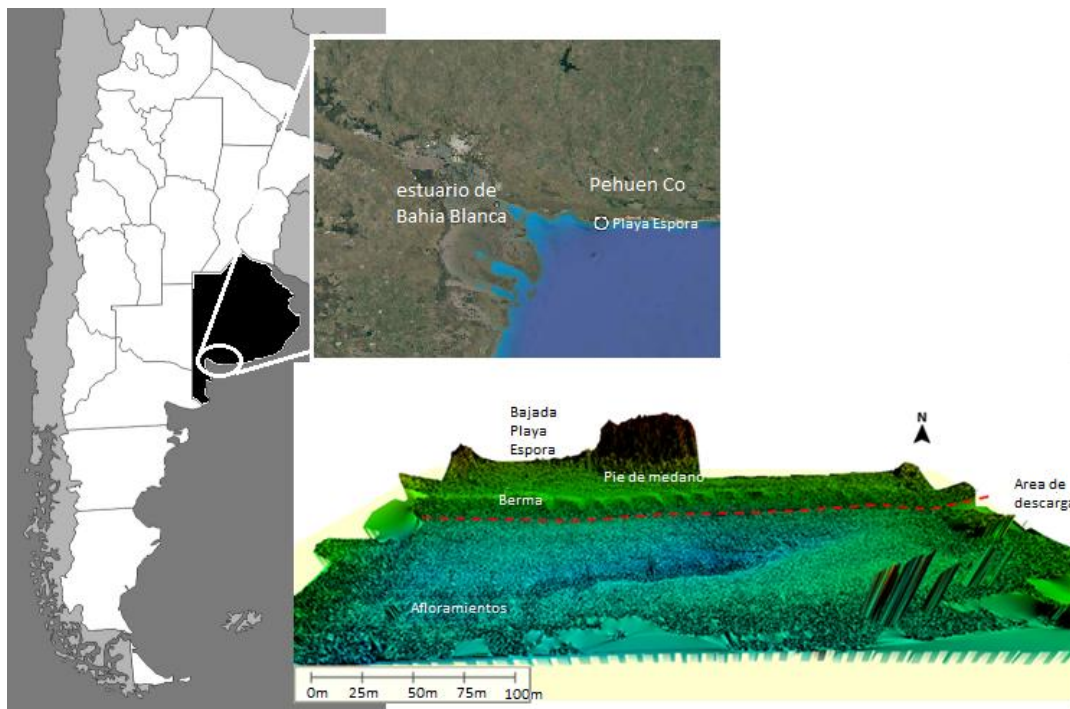 estuario de
Bahia Blanca
Pehuen Co
Playa Espora
Bajada
Playa
Espora
N
Pie de medano
Berma
Area de
descarga
Afloramientos
0m 25m 50m 75m 100m